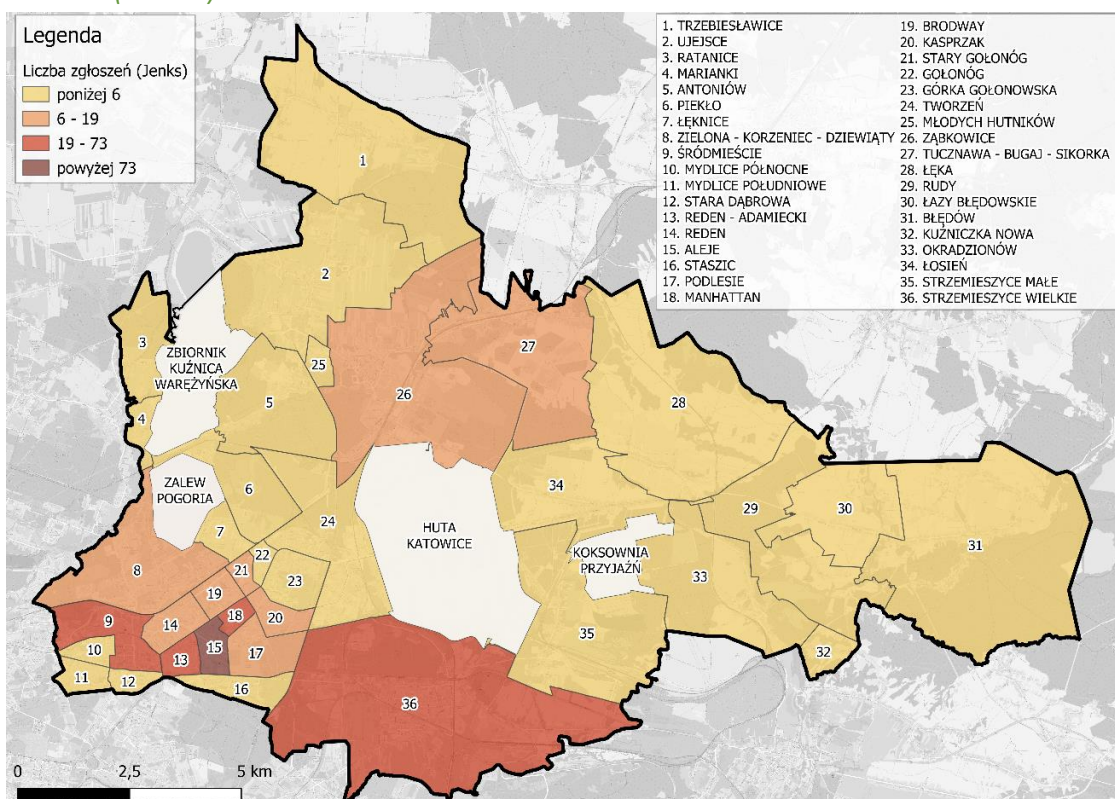 Legenda
Liczba zgłoszeń (Jenks)
poniżej 6
6 - 19
19 - 73
powyżej 73
1. TRZEBIESŁAWICE
2. UJEJSCE
3. RATANICE
4. MARIANKI
5. ANTONIÓW
6. PIEKŁO
7. ŁĘKNICE
8. ZIELONA - KORZENIEC - DZIEWIĄTY
9. ŚRÓDMIEŚCIE
10. MYDLICE PÓŁNOCNE
11. MYDLICE POŁUDNIOWE
12. STARA DĄBROWA
13. REDEN - ADAMIECKI
14. REDEN
15. ALEJE
16. STASZIC
17. PODLESIE
18. MANHATTAN
19. BRODWAY
20. KASPRZAK
21. STARY GOŁONÓG
22. GOŁONÓG
23. GÓRKA GOŁONOWSKA
24. TWORZEŃ
25. MŁODYCH HUTNIKÓW
26. ZĄBKOWICE
27. TUCZNAWA - BUGAJ - SIKORKA
28. ŁĘKA
29. RUDY
30. ŁAZY BŁĘDOWSKIE
31. BŁĘDÓW
32. KUŹNICZKA NOWA
33. OKRADZIONÓW
34. ŁOSIEŃ
35. STRZEMIESZYCE MAŁE
36. STRZEMIESZYCE WIELKIE
1
2
3
ZBIORNIK
KUŹNICA
WARĘŻYŃSKA
27
25
5
26
28
4
ZALEW
POGORIA
6
34
7
24
HUTA
KATOWICE
29
30
KOKSOWNIA
PRZYJAŹŃ
31
22
8
21
23
33
19
18
20
9
14
35
10
13
15
17
32
11
12
16
36
0
2,5
5 km